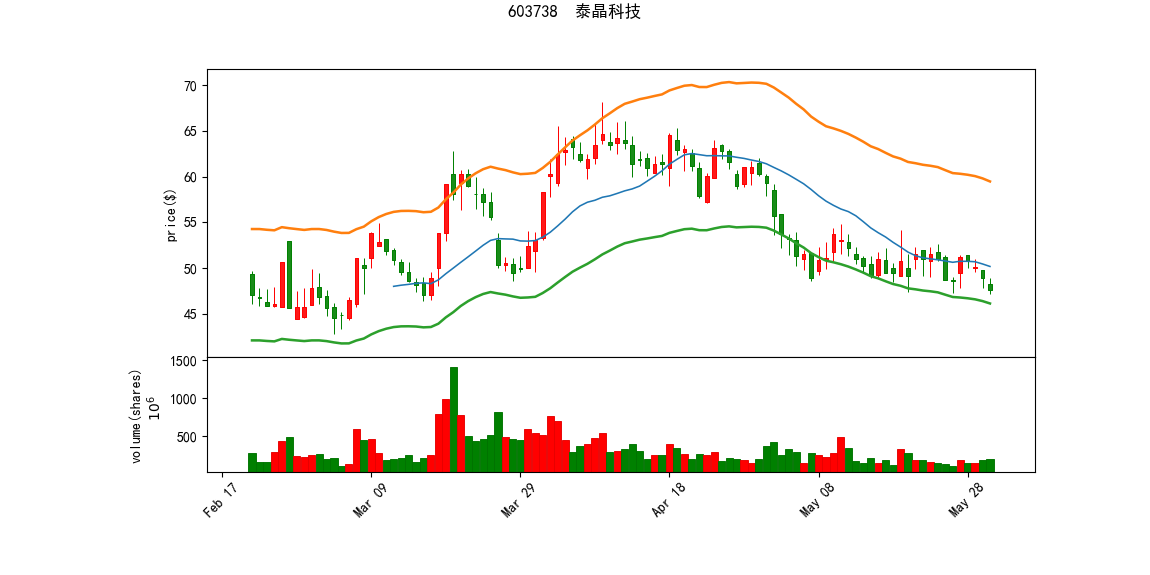 603738 泰晶科技
price($)
70
65
60
55
50
45
volume(shares)
10^6
1500
1000
500
Feb 17
Mar 09
Mar 29
Apr 18
May 08
May 28